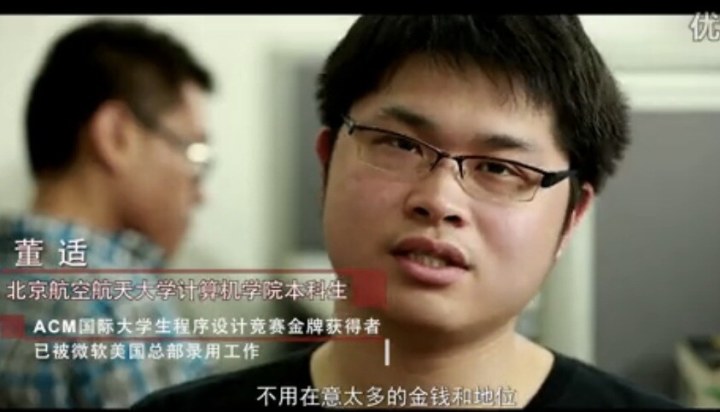 优
董适
北京航空航天大学计算机学院本科生
ACM国际大学生程序设计竞赛金牌获得者
已被微软美国总部录用工作
不用在意太多的金钱和地位